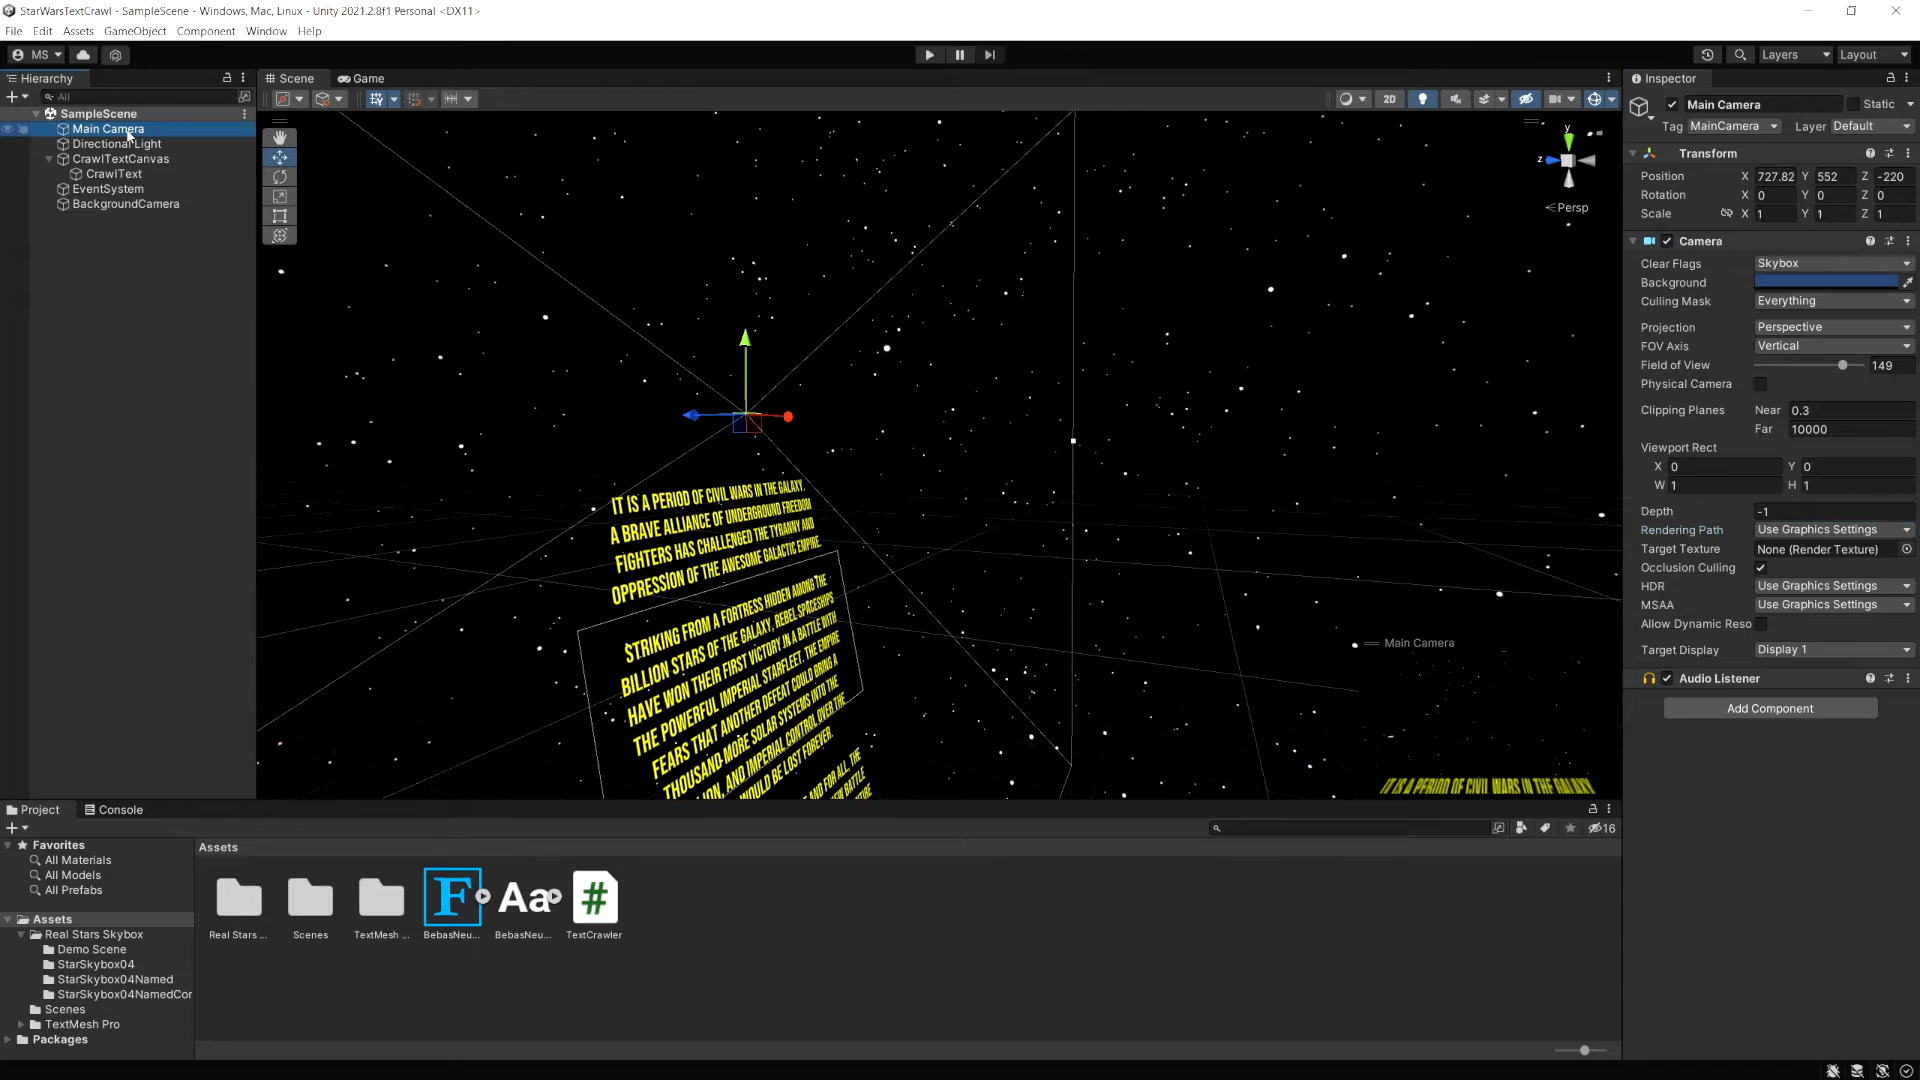 StarWarsTextCrawl - SampleScene - Windows, Mac, Linux - Unity 2021.2.8f1 Personal <DX11>
File Edit Assets GameObject Component Window Help
MS
Layers
Layout
Hierarchy
All
SampleScene
Main Camera
Directional Light
CrawlTextCanvas
CrawlText
EventSystem
BackgroundCamera
Scene
Game
2D
y
z
Persp
IT IS A PERIOD OF CIVIL WARS IN THE GALAXY.
A BRAVE ALLIANCE OF UNDERGROUND FREEDOM
FIGHTERS HAS CHALLENGED THE TYRANNY AND
OPPRESSION OF THE AWESOME GALACTIC EMPIRE.
STRIKING FROM A FORTRESS HIDDEN AMONG THE
BILLION STARS OF THE GALAXY, REBEL SPACESHIPS
HAVE WON THEIR FIRST VICTORY IN A BATTLE WITH
THE POWERFUL IMPERIAL STARFLEET. THE EMPIRE
FEARS THAT ANOTHER DEFEAT COULD BRING A
THOUSAND MORE SOLAR SYSTEMS INTO THE
ION, AND IMPERIAL CONTROL OVER THE
WOULD BE LOST FOREVER.
AND FOR ALL, THE
BATTLE
Main Camera
IT IS A PERIOD OF CIVIL WARS IN THE GALAXY.
Inspector
Main Camera
Static
Tag MainCamera Layer Default
Transform
Position X 727.82 Y 552 Z -220
Rotation X 0 Y 0 Z 0
Scale X 1 Y 1 Z 1
Camera
Clear Flags Skybox
Background
Culling Mask Everything
Projection Perspective
FOV Axis Vertical
Field of View 149
Physical Camera
Clipping Planes Near 0.3
Far 10000
Viewport Rect
X 0 Y 0
W 1 H 1
Depth -1
Rendering Path Use Graphics Settings
Target Texture None (Render Texture)
Occlusion Culling
HDR Use Graphics Settings
MSAA Use Graphics Settings
Allow Dynamic Reso
Target Display Display 1
Audio Listener
Add Component
Project
Console
16
Favorites
All Materials
All Models
All Prefabs
Assets
Real Stars Skybox
Demo Scene
StarSkybox04
StarSkybox04Named
StarSkybox04NamedCor
Scenes
TextMesh Pro
Packages
Assets
F
Aa
#
Real Stars ...
Scenes
TextMesh ...
BebasNeu...
BebasNeu...
TextCrawler